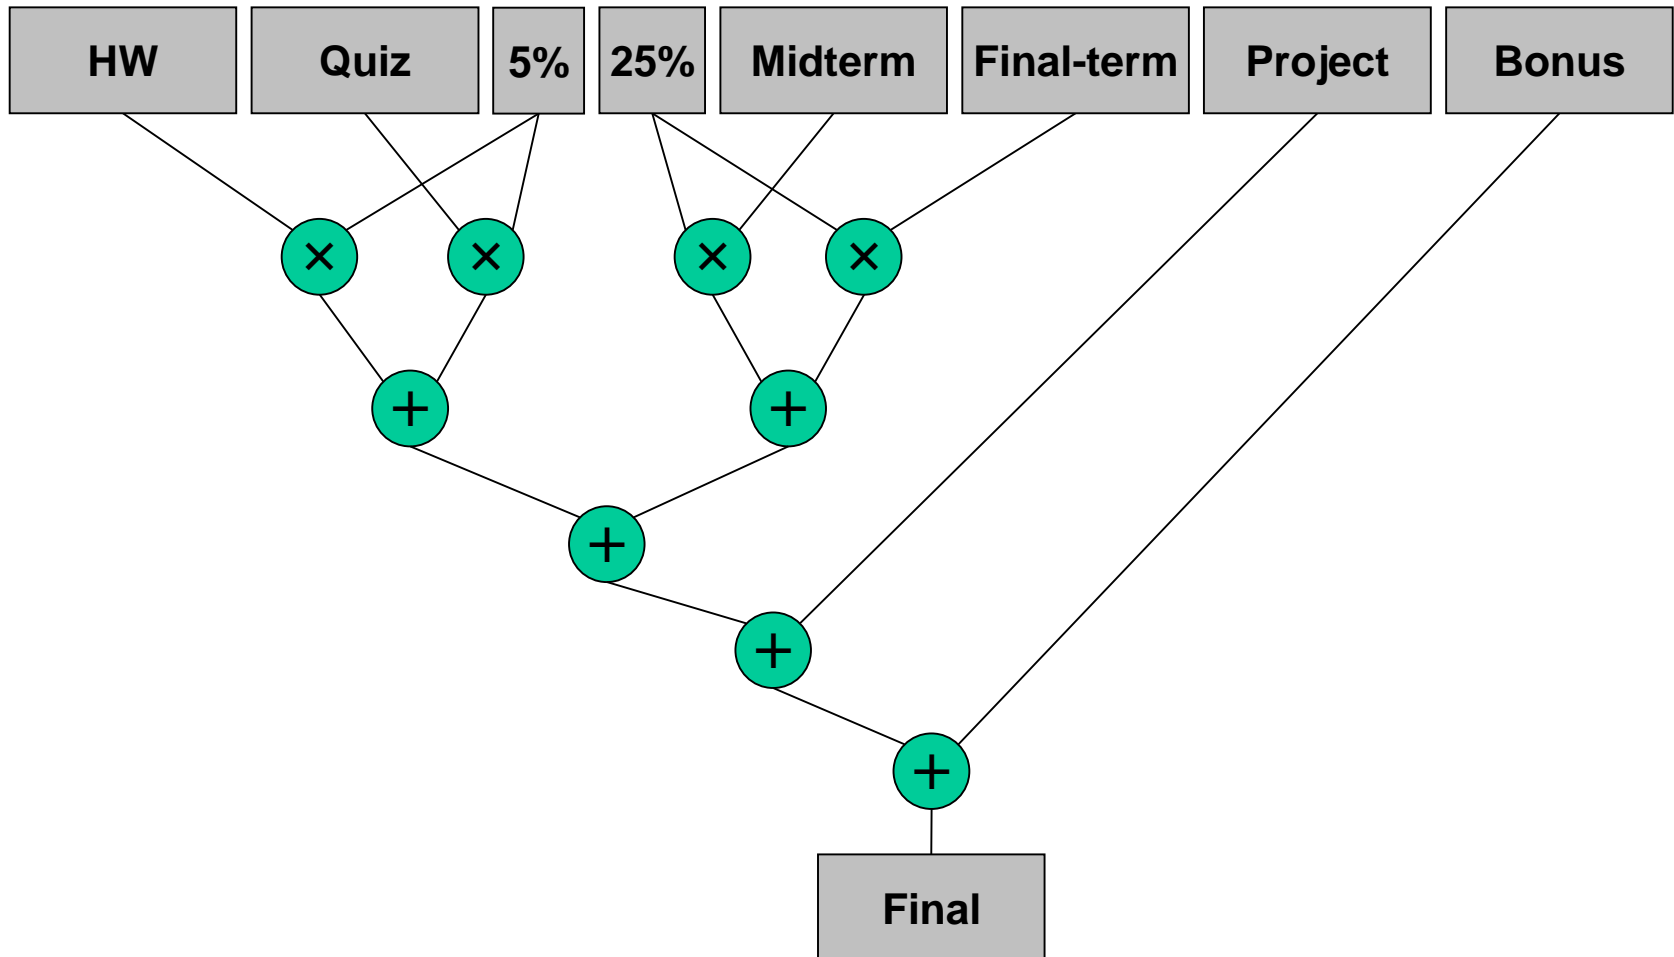 HW Quiz 5% 25% Midterm Final-term Project Bonus
× × × ×
+ +
+
+
+
Final